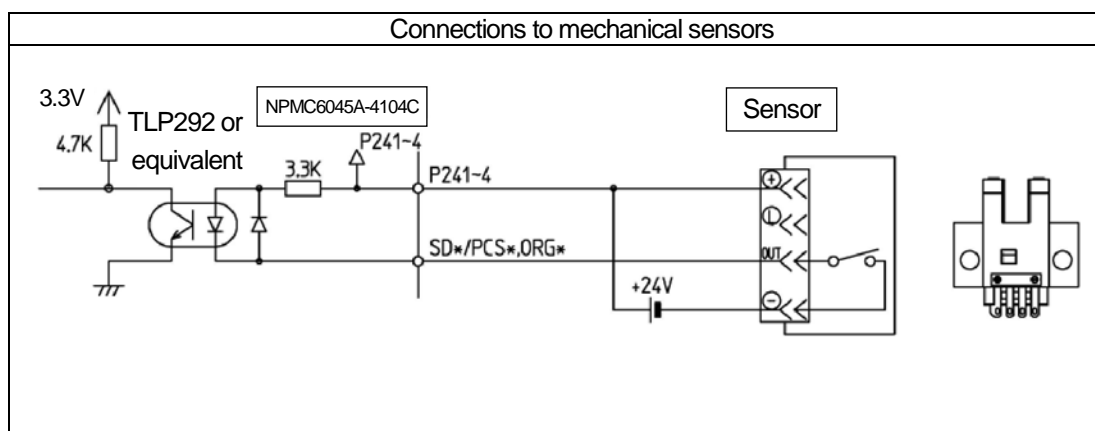 Connections to mechanical sensors
3.3V
4.7K
TLP292 or
equivalent
NPMC6045A-4104C
P241~4
3.3K
P241~4
SD*/PCS*,ORG*
+24V
Sensor
+
L
OUT
-